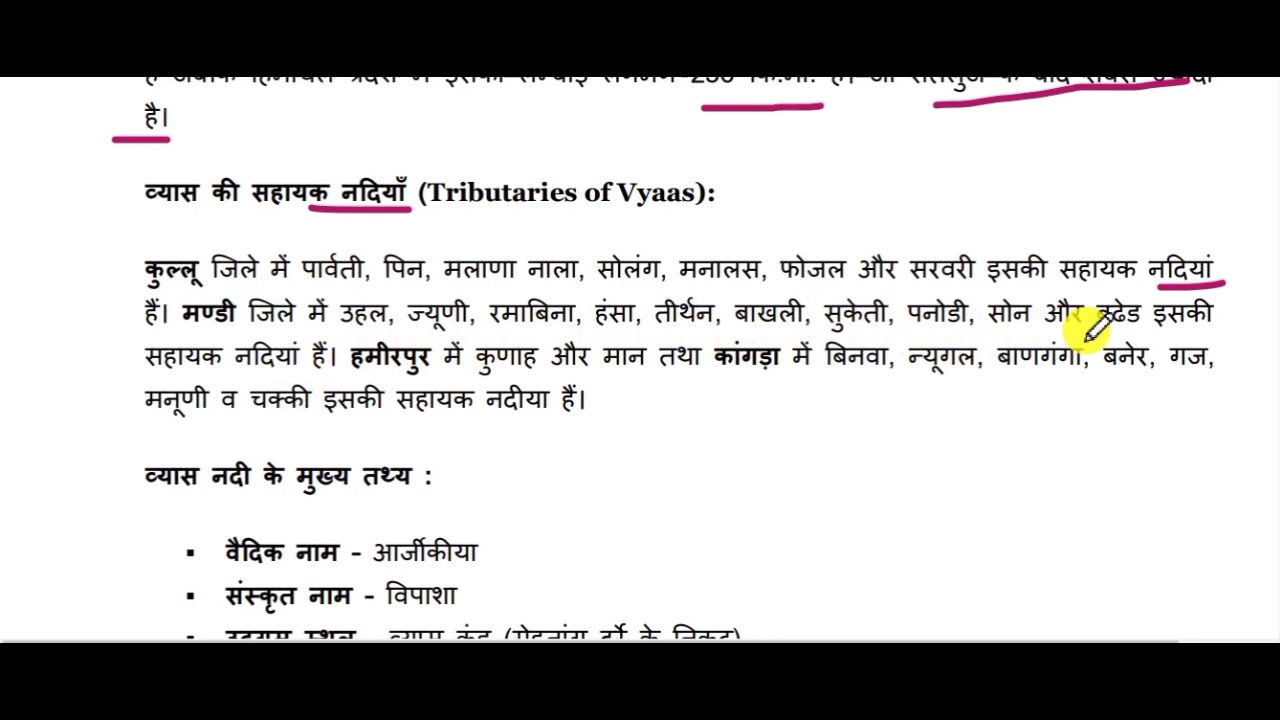 है।
व्यास की सहायक नदियाँ (Tributaries of Vyaas):
कुल्लू जिले में पार्वती, पिन, मलाणा नाला, सोलंग, मनालस, फोजल और सरवरी इसकी सहायक नदियां
हैं। मण्डी जिले में उहल, ज्यूणी, रमाबिना, हंसा, तीर्थन, बाखली, सुकेती, पनोडी, सोन और इसकी
सहायक नदियां हैं। हमीरपुर में कुणाह और मान तथा कांगड़ा में बिनवा, न्यूगल, बाणगंगा, बनेर, गज,
मनूणी व चक्की इसकी सहायक नदीया हैं।
व्यास नदी के मुख्य तथ्य :
▪ वैदिक नाम – आर्जीकीया
▪ संस्कृत नाम – विपाशा